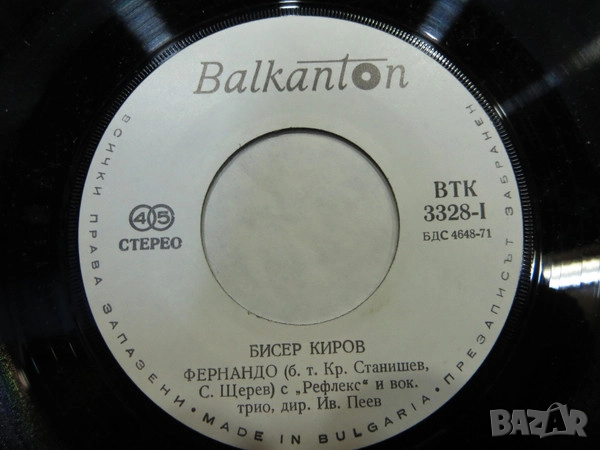 Balkanton
ВТК
3328-I
БДС 4648-71
45
СТЕРЕО
БИСЕР КИРОВ
ФЕРНАНДО (б. т. Кр. Станишев,
С. Щерев) с „Рефлекс“ и вок.
трио, дир. Ив. Пеев
ВСИЧКИ ПРАВА ЗАПАЗЕНИ • MADE IN BULGARIA • ПРЕЗАПИСЪТ ЗАБРАНЕН
BAZAR